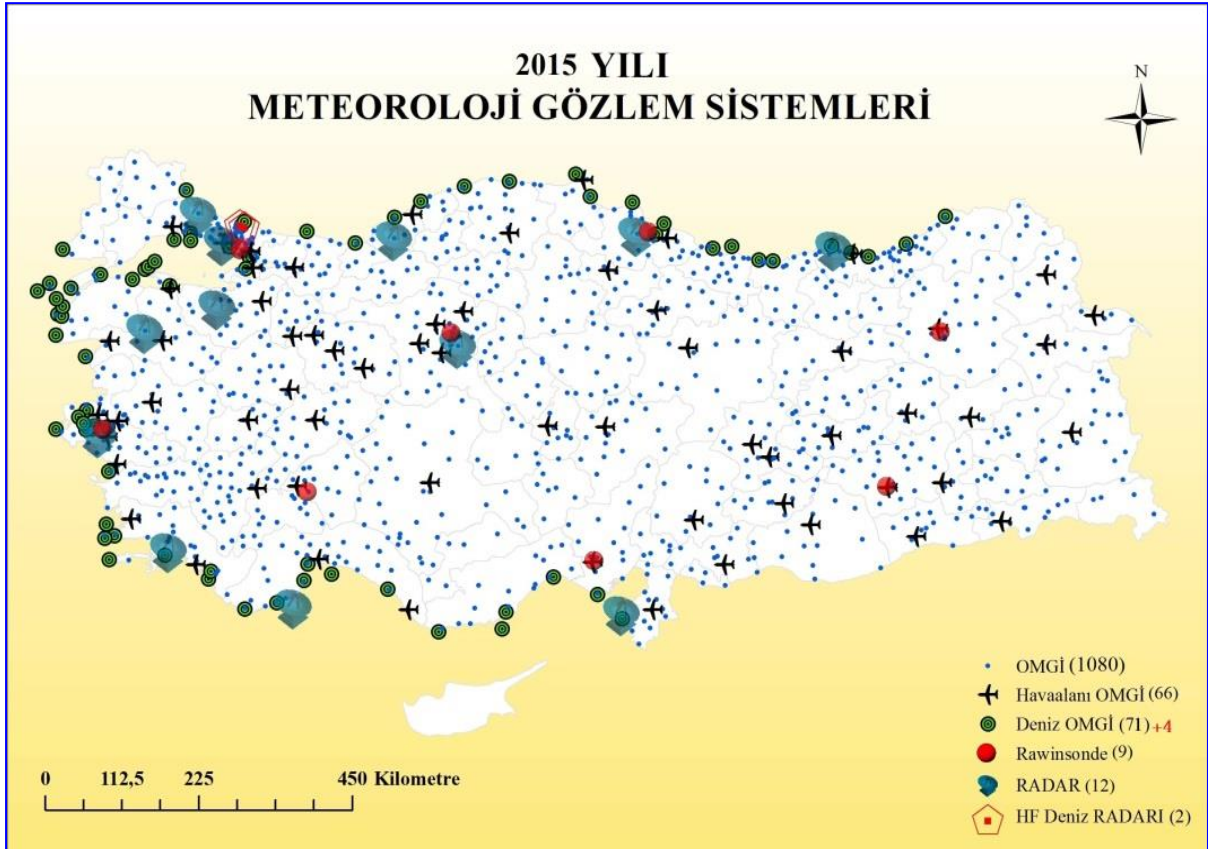 2015 YILI
METEOROLOJİ GÖZLEM SİSTEMLERİ
N
OMGİ (1080)
Havaalanı OMGİ (66)
Deniz OMGİ (71) +4
Rawinsonde (9)
RADAR (12)
HF Deniz RADARI (2)
0 112,5 225 450 Kilometre